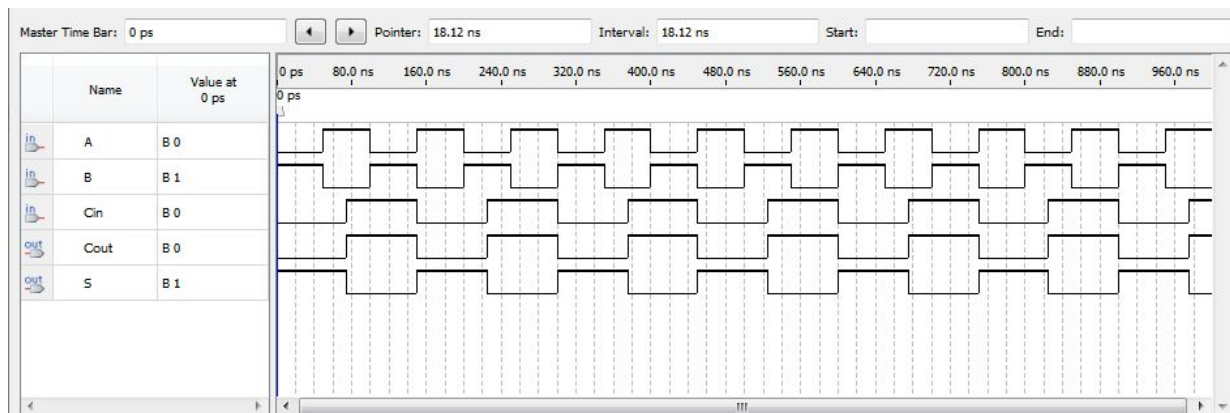 Master Time Bar: 0 ps Pointer: 18.12 ns Interval: 18.12 ns Start: End:
Name Value at 0 ps
0 ps 80.0 ns 160.0 ns 240.0 ns 320.0 ns 400.0 ns 480.0 ns 560.0 ns 640.0 ns 720.0 ns 800.0 ns 880.0 ns 960.0 ns
0 ps
in A B 0
in B B 1
in Cin B 0
out Cout B 0
out S B 1